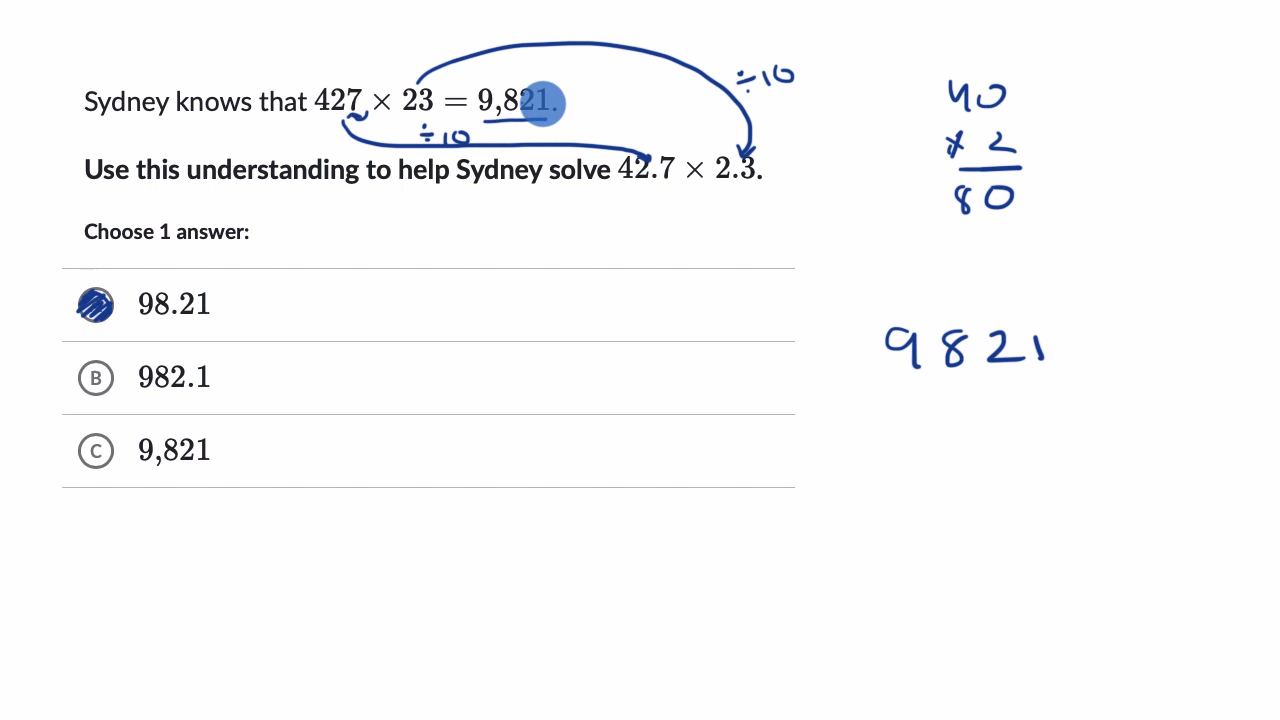 ÷10
Sydney knows that 427 × 23 = 9,821.
÷10
Use this understanding to help Sydney solve 42.7 × 2.3.
Choose 1 answer:
98.21
B 982.1
C 9,821
40
× 2
80
9821